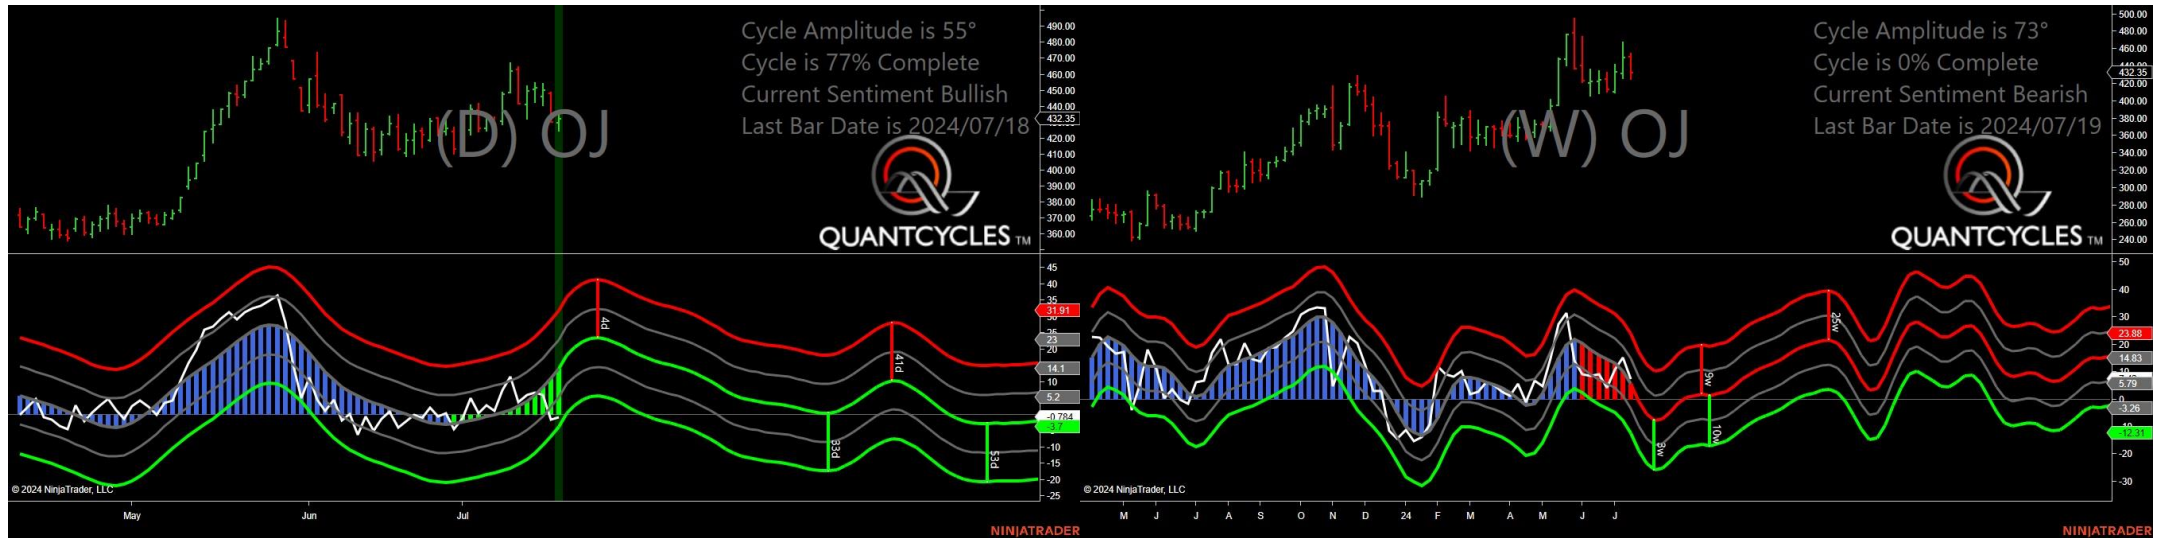 Cycle Amplitude is 55°
Cycle is 77% Complete
Current Sentiment Bullish
Last Bar Date is 2024/07/18
(D) OJ
QUANTCYCLES TM
490.00
480.00
470.00
460.00
450.00
440.00
432.35
420.00
410.00
400.00
390.00
380.00
370.00
360.00
45
40
35
31.91
25
23
20
14.1
10
5.2
-0.784
-3.7
-10
-15
-20
-25
4d
33d
41d
53d
© 2024 NinjaTrader, LLC
May Jun Jul
NINJATRADER
Cycle Amplitude is 73°
Cycle is 0% Complete
Current Sentiment Bearish
Last Bar Date is 2024/07/19
(W) OJ
QUANTCYCLES TM
500.00
480.00
460.00
440.00
432.35
420.00
400.00
380.00
360.00
340.00
320.00
300.00
280.00
260.00
240.00
50
40
30
23.88
20
14.83
5.79
0
-3.26
-12.31
-20
-30
9w
10w
25w
© 2024 NinjaTrader, LLC
M J J A S O N D 24 F M A M J J
NINJATRADER